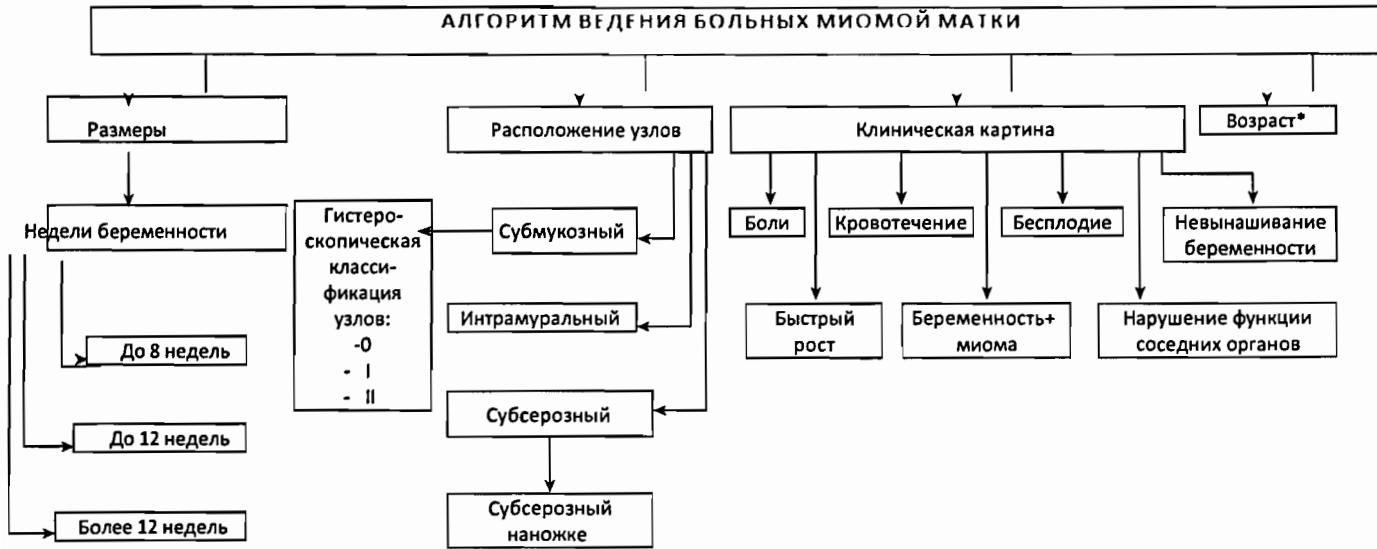 АЛГОРИТМ ВЕДЕНИЯ БОЛЬНЫХ МИОМОЙ МАТКИ
Размеры
Расположение узлов
Клиническая картина
Возраст*
Недели беременности
До 8 недель
До 12 недель
Более 12 недель
Гистеро-
скопическая
класси-
фикация
узлов:
-0
- I
- II
Субмукозный
Интрамуральный
Субсерозный
Субсерозный
наножке
Боли
Кровотечение
Бесплодие
Невынашивание
беременности
Быстрый
рост
Беременность+
миома
Нарушение функции
соседних органов